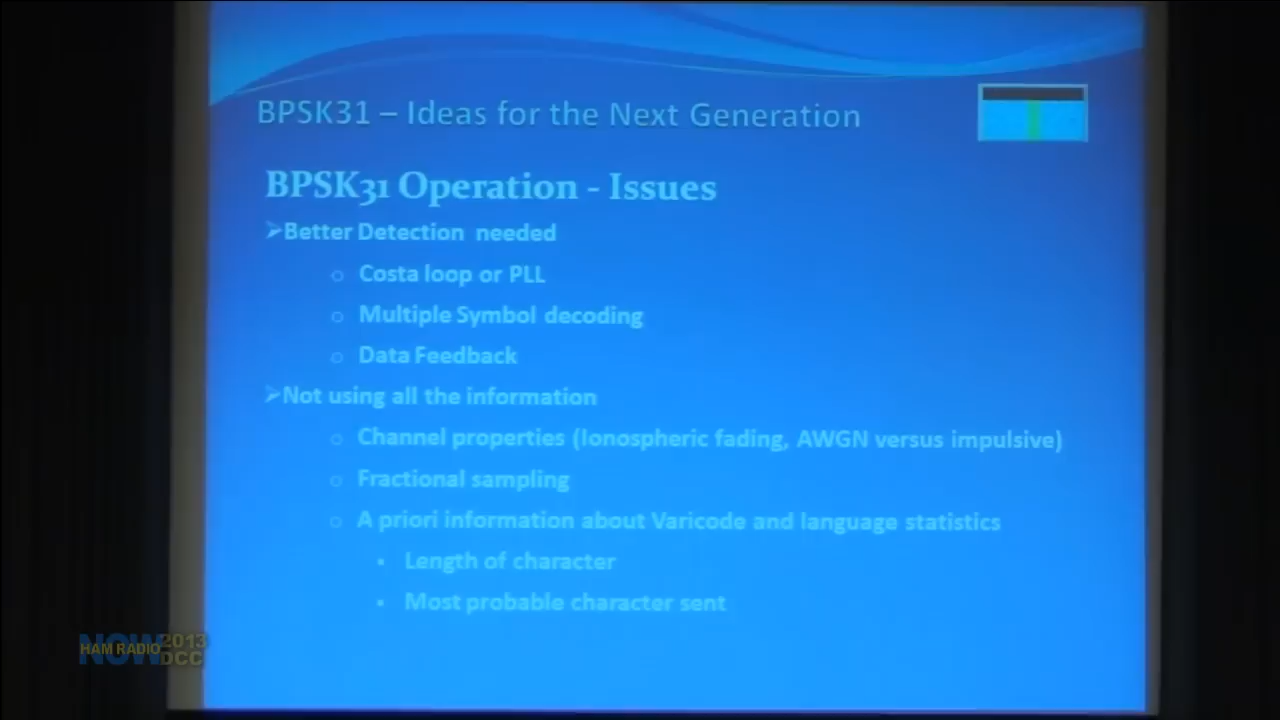 BPSK31 – Ideas for the Next Generation
BPSK31 Operation - Issues
➢Better Detection needed
o Costa loop or PLL
o Multiple Symbol decoding
o Data Feedback
➢Not using all the information
o Channel properties (Ionospheric fading, AWGN versus impulsive)
o Fractional sampling
o A priori information about Varicode and language statistics
▪ Length of character
▪ Most probable character sent
HAM RADIO NOW 2013 DCC